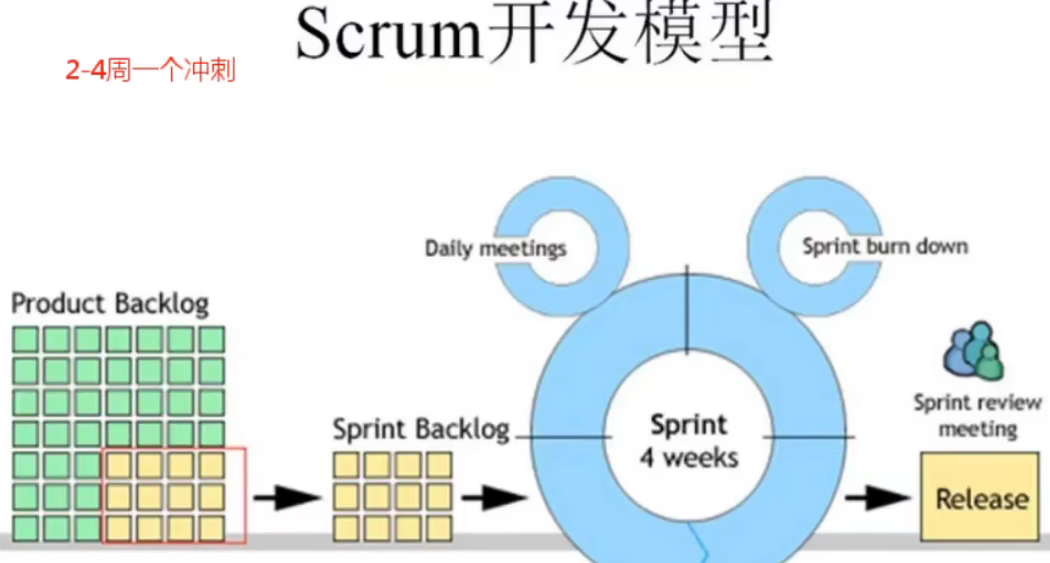 Scrum开发模型
2-4周一个冲刺
Daily meetings
Sprint burn down
Product Backlog
Sprint Backlog
Sprint
4 weeks
Sprint review
meeting
Release